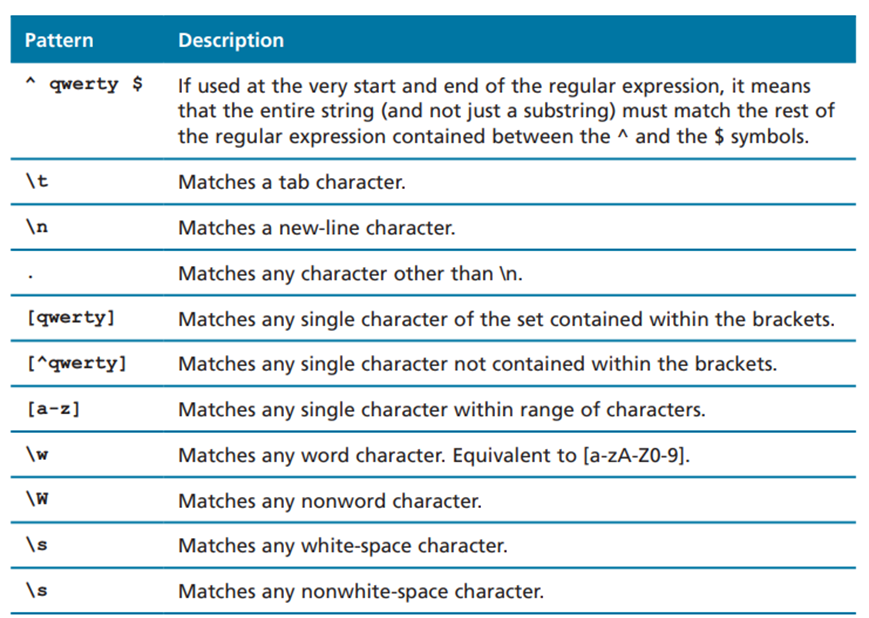 Pattern Description
^ qwerty $ If used at the very start and end of the regular expression, it means
that the entire string (and not just a substring) must match the rest of
the regular expression contained between the ^ and the $ symbols.
\t Matches a tab character.
\n Matches a new-line character.
. Matches any character other than \n.
[qwerty] Matches any single character of the set contained within the brackets.
[^qwerty] Matches any single character not contained within the brackets.
[a-z] Matches any single character within range of characters.
\w Matches any word character. Equivalent to [a-zA-Z0-9].
\W Matches any nonword character.
\s Matches any white-space character.
\s Matches any nonwhite-space character.